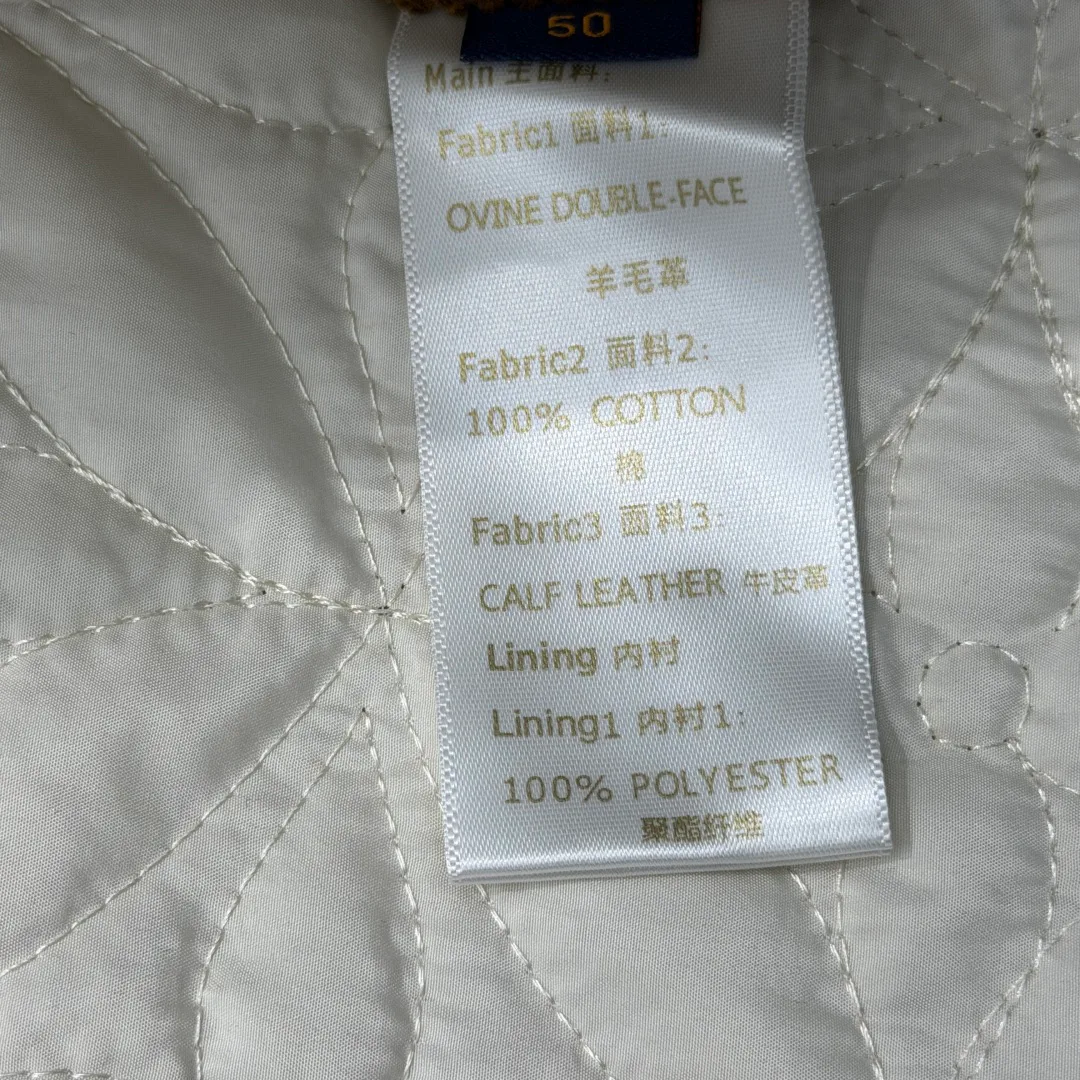 50
Main 主面料:
Fabric1 面料1:
OVINE DOUBLE-FACE
羊毛革
Fabric2 面料2:
100% COTTON
棉
Fabric3 面料3:
CALF LEATHER 牛皮革
Lining 内村
Lining1 内村1:
100% POLYESTER
聚酯纤维